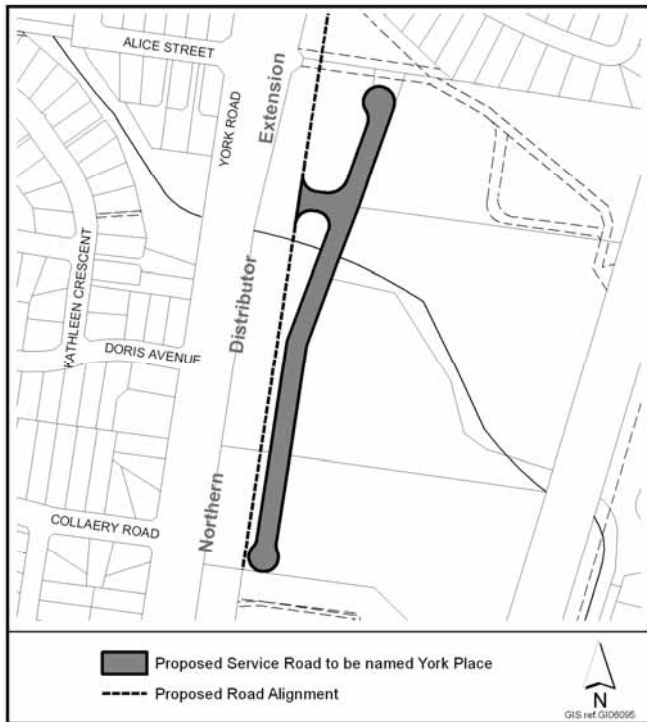 ALICE STREET
YORK ROAD
Extension
KATHLEEN CRESCENT
Distributor
DORIS AVENUE
Northern
COLLAERY ROAD
Proposed Service Road to be named York Place
Proposed Road Alignment
N
GIS ref:GI06095